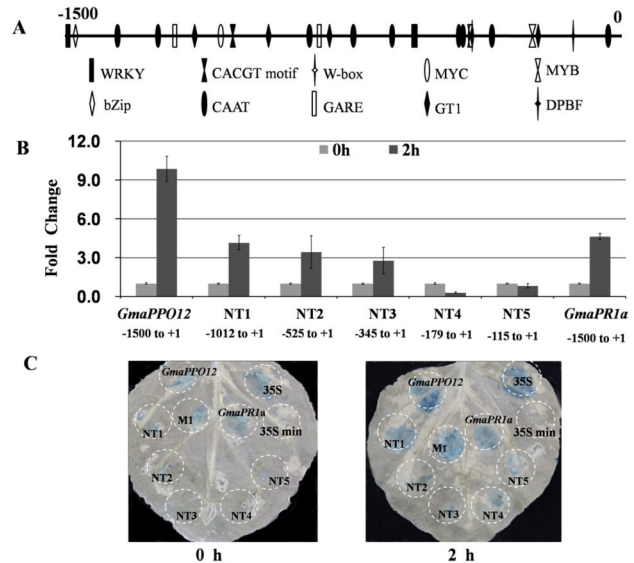 A
-1500
0
WRKY
CACGT motif
W-box
MYC
MYB
bZip
CAAT
GARE
GT1
DPBF
B
Fold Change
12.0
9.0
6.0
3.0
0.0
0h
2h
GmaPPO12
NT1
NT2
NT3
NT4
NT5
GmaPR1a
-1500 to +1
-1012 to +1
-525 to +1
-345 to +1
-179 to +1
-115 to +1
-1500 to +1
C
GmaPPO12
35S
M1
GmaPR1a
35S min
NT1
NT2
NT5
NT3
NT4
0 h
GmaPPO12
35S
GmaPR1a
35S min
NT1
M1
NT5
NT2
NT3
NT4
2 h